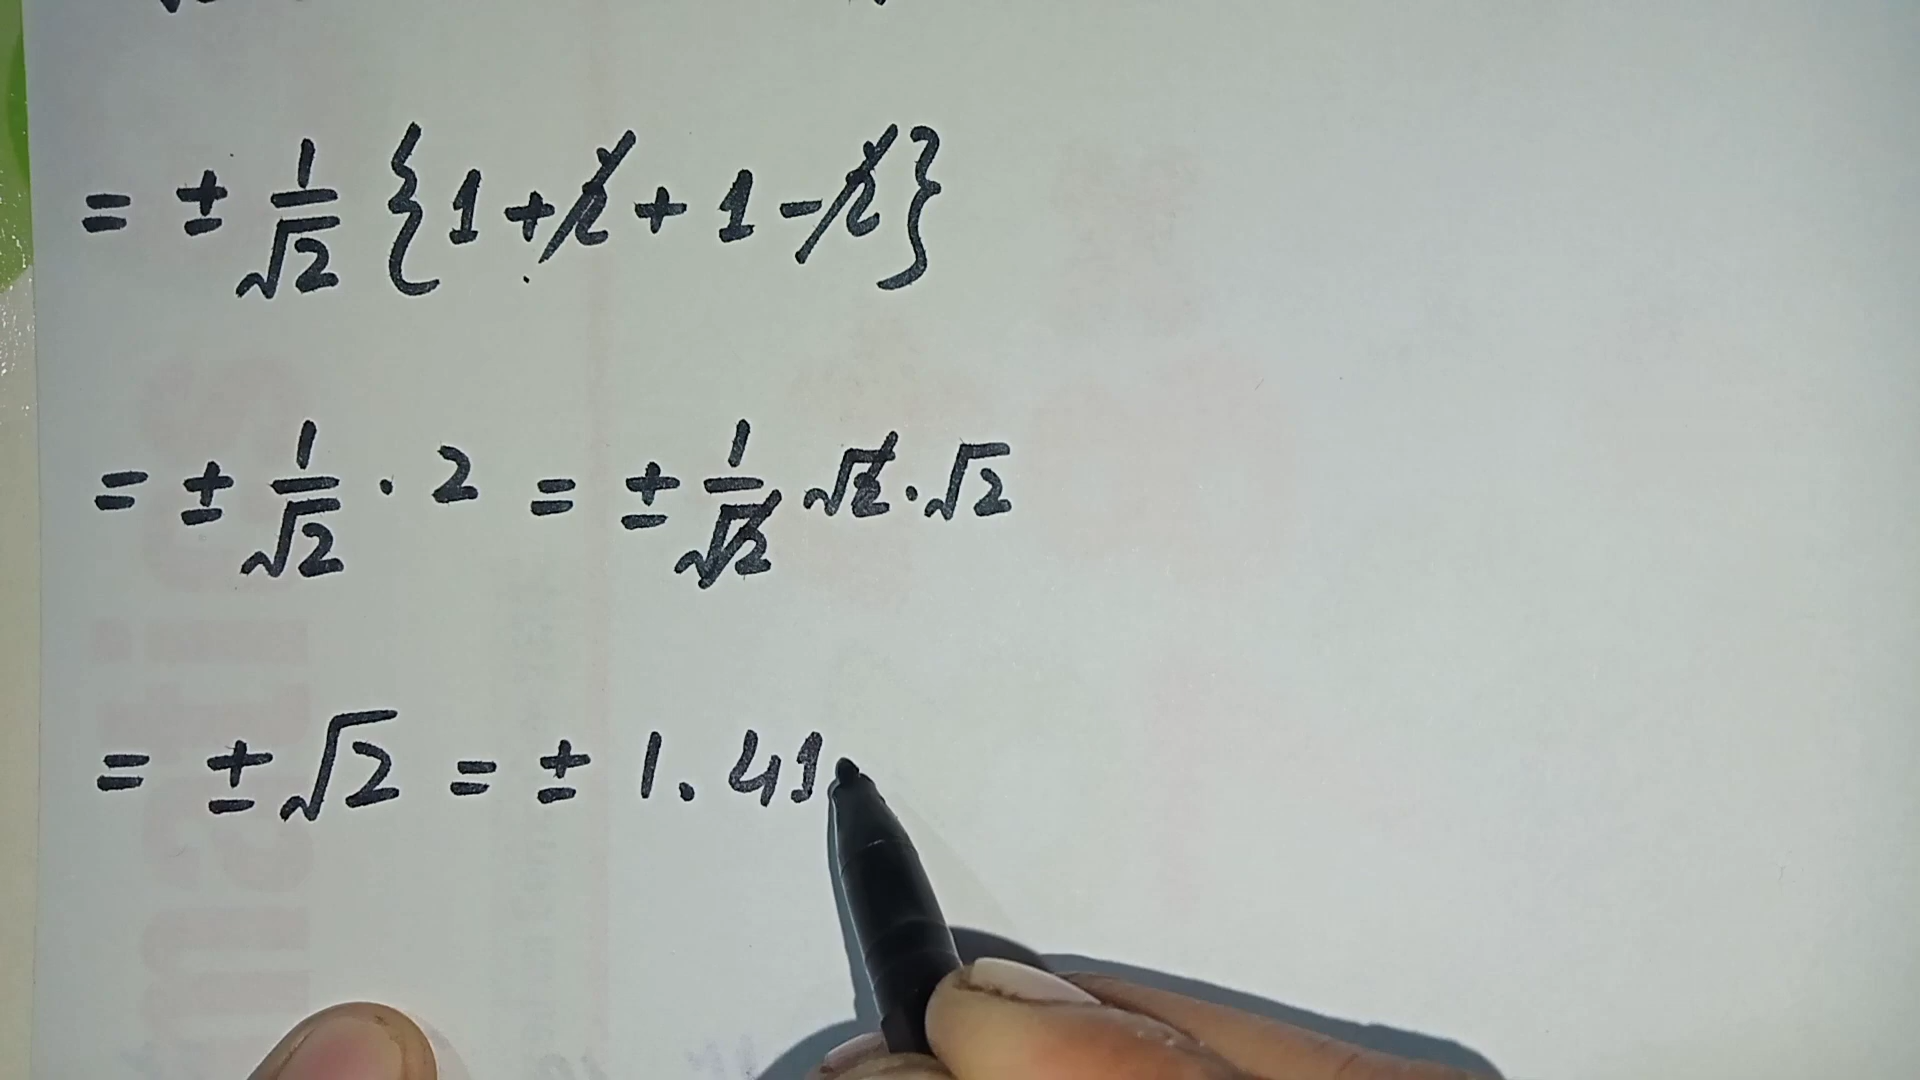 = ± 1/√2 {1 + i + 1 - i}
= ± 1/√2 · 2 = ± 1/√2 √2 · √2
= ± √2 = ± 1.41